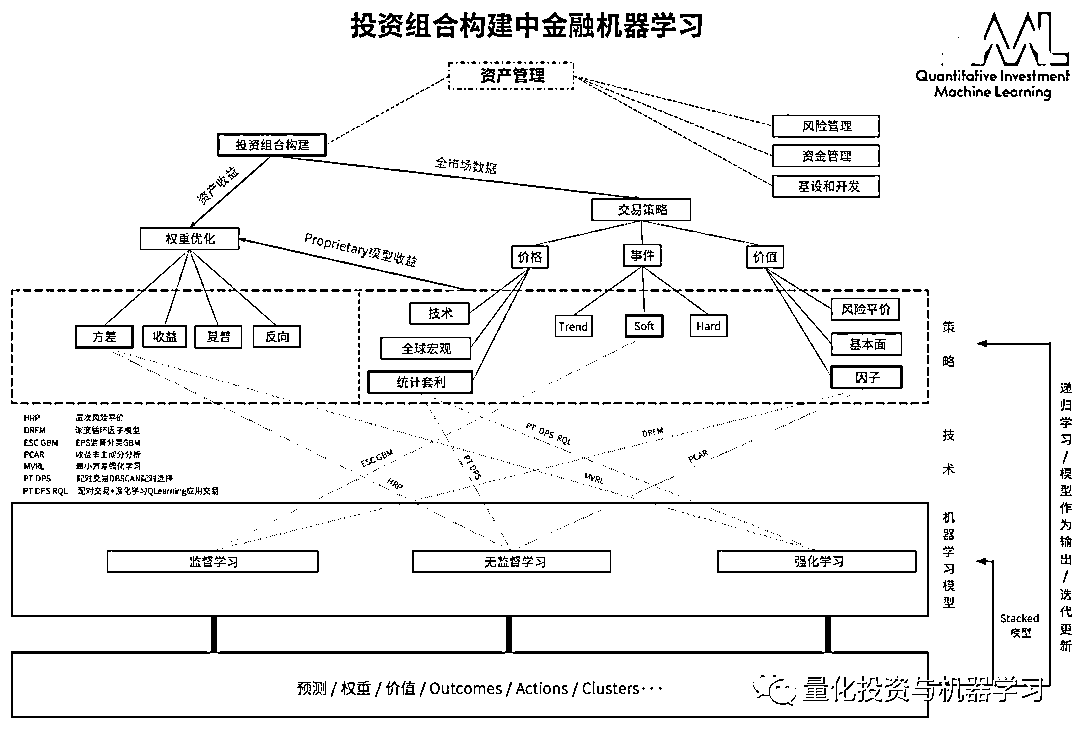 投资组合构建中金融机器学习
QIML
Quantitative Investment
Machine Learning
资产管理
风险管理
资金管理
基设和开发
投资组合构建
资产收益
全市场数据
交易策略
权重优化
Proprietary模型收益
价格
事件
价值
方差
收益
夏普
反向
技术
全球宏观
统计套利
Trend
Soft
Hard
风险平价
基本面
因子
策略
技术
机器学习模型
递归学习/模型作为输出/迭代更新
HRP 层次风险平价
DRFM 深度循环因子模型
ESC GBM EPS监督分类GBM
PCAR 收益率主成分分析
MVRL 最小方差强化学习
PT DPS 配对交易DBSCAN配对选择
PT DPS RQL 配对交易+强化学习QLearning应用交易
ESC GBM
HRP
PT DPS
PT DPS RQL
MVRL
DRFM
PCAR
监督学习
无监督学习
强化学习
Stacked
模型
预测 / 权重 / 价值 / Outcomes / Actions / Clusters···
量化投资与机器学习